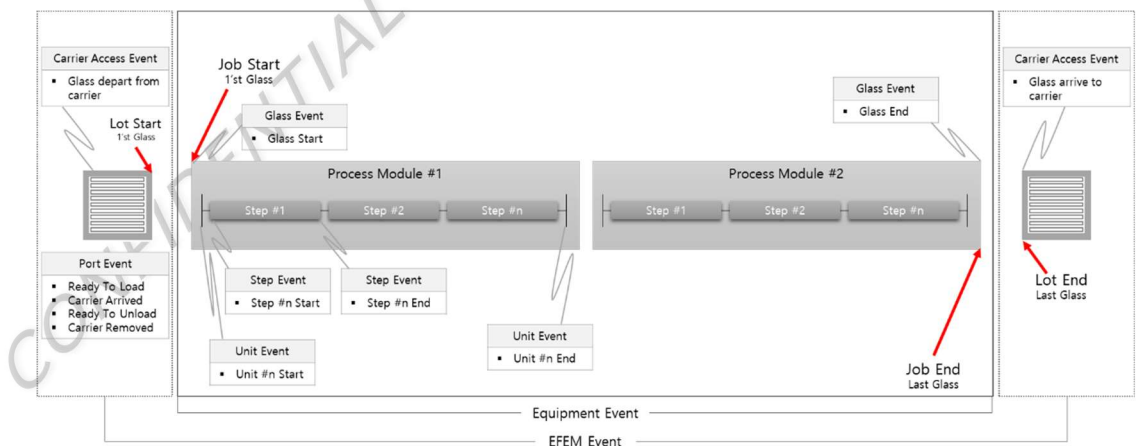 CONFIDENTIAL
Carrier Access Event
▪ Glass depart from
carrier
Lot Start
1'st Glass
Port Event
▪ Ready To Load
▪ Carrier Arrived
▪ Ready To Unload
▪ Carrier Removed
Job Start
1'st Glass
Glass Event
▪ Glass Start
Process Module #1
Step #1 Step #2 Step #n
Step Event
▪ Step #n Start
Step Event
▪ Step #n End
Unit Event
▪ Unit #n Start
Unit Event
▪ Unit #n End
Glass Event
▪ Glass End
Process Module #2
Step #1 Step #2 Step #n
Job End
Last Glass
Carrier Access Event
▪ Glass arrive to
carrier
Lot End
Last Glass
Equipment Event
EFEM Event